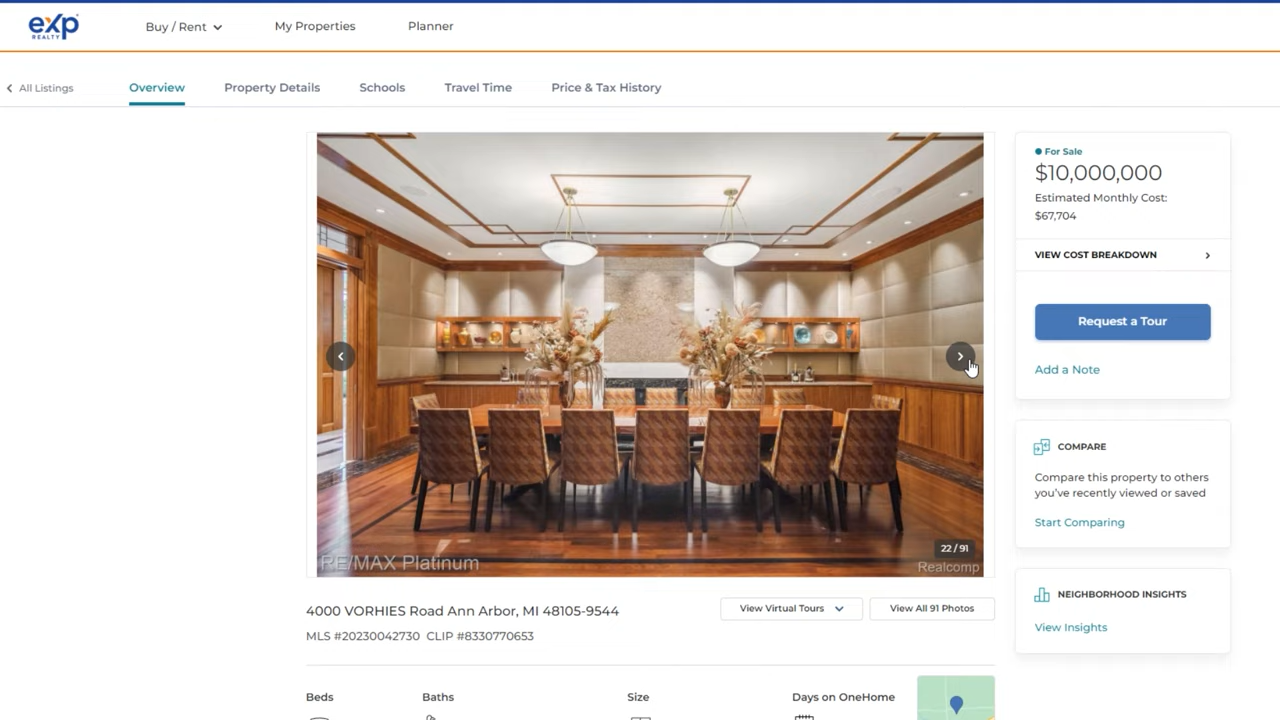 exp
REALTY
Buy / Rent
My Properties
Planner
All Listings
Overview
Property Details
Schools
Travel Time
Price & Tax History
For Sale
$10,000,000
Estimated Monthly Cost:
$67,704
VIEW COST BREAKDOWN
Request a Tour
Add a Note
22 / 91
RE/MAX Platinum
Realcomp
COMPARE
Compare this property to others
you've recently viewed or saved
Start Comparing
NEIGHBORHOOD INSIGHTS
View Insights
4000 VORHIES Road Ann Arbor, MI 48105-9544
View Virtual Tours
View All 91 Photos
MLS #20230042730 CLIP #8330770653
Beds
Baths
Size
Days on OneHome